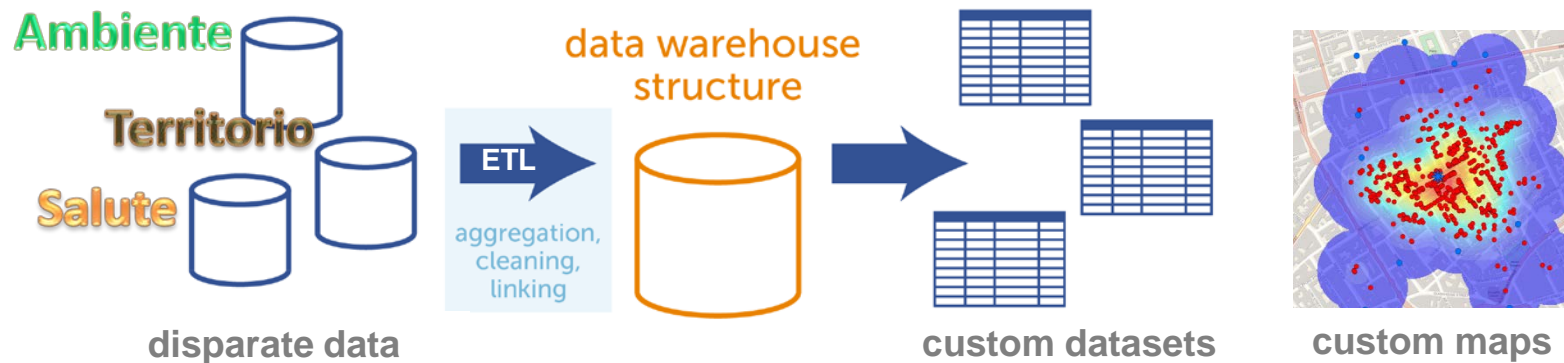 Ambiente
Territorio
Salute
disparate data
ETL
aggregation,
cleaning,
linking
data warehouse
structure
custom datasets
custom maps